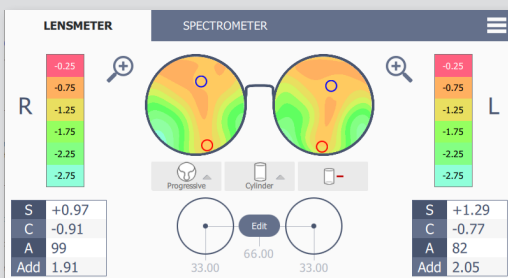 LENSMETER SPECTROMETER
R
-0.25
-0.75
-1.25
-1.75
-2.25
-2.75
-0.25
-0.75
-1.25
-1.75
-2.25
-2.75
L
Progressive Cylinder
S +0.97
C -0.91
A 99
Add 1.91
Edit
66.00
33.00 33.00
S +1.29
C -0.77
A 82
Add 2.05